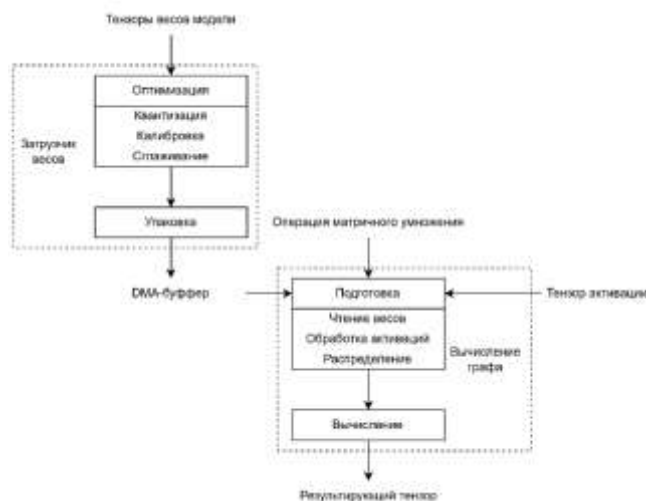 Тензоры весов модели
Оптимизация
Квантизация
Калибровка
Сглаживание
Загрузчик
весов
Упаковка
Операция матричного умножения
DMA-буффер
Подготовка
Тензор активации
Чтение весов
Обработка активаций
Распределение
Вычисление
графа
Вычисление
Результирующий тензор